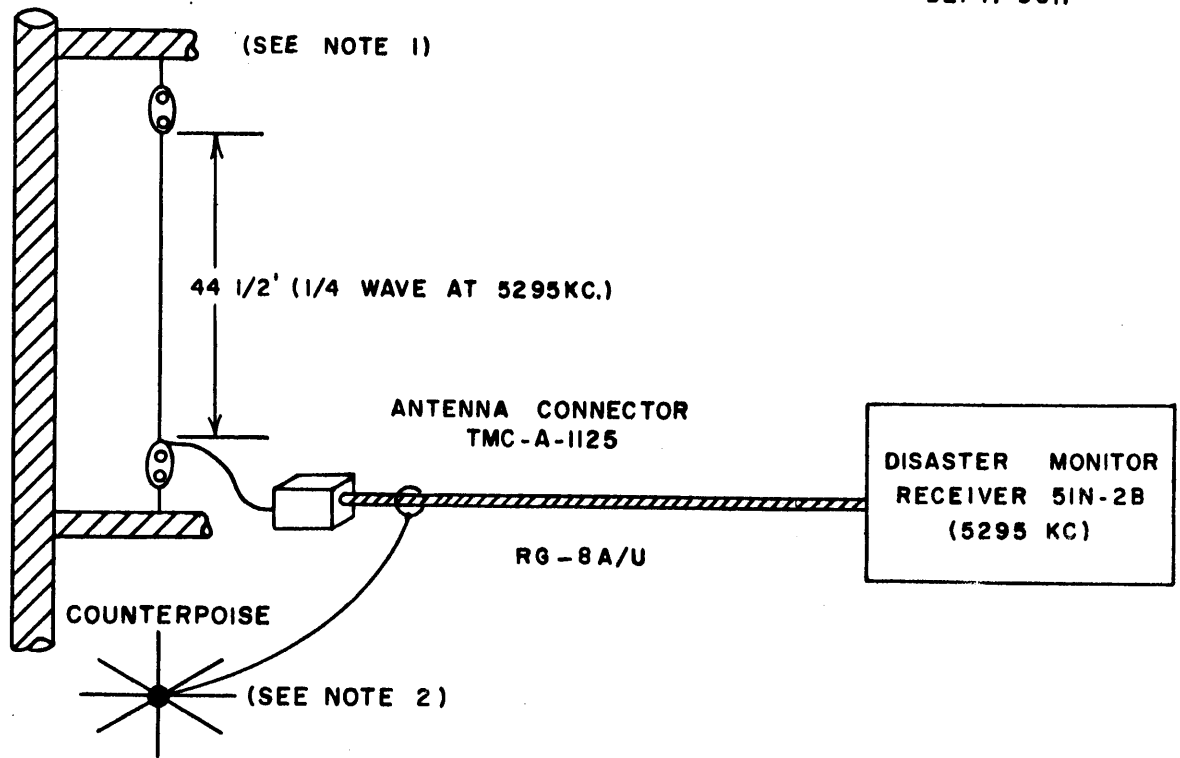 (SEE NOTE 1)
44 1/2' (1/4 WAVE AT 5295KC.)
ANTENNA CONNECTOR
TMC-A-1125
DISASTER MONITOR
RECEIVER 51N-2B
(5295 KC)
RG-8A/U
COUNTERPOISE
(SEE NOTE 2)